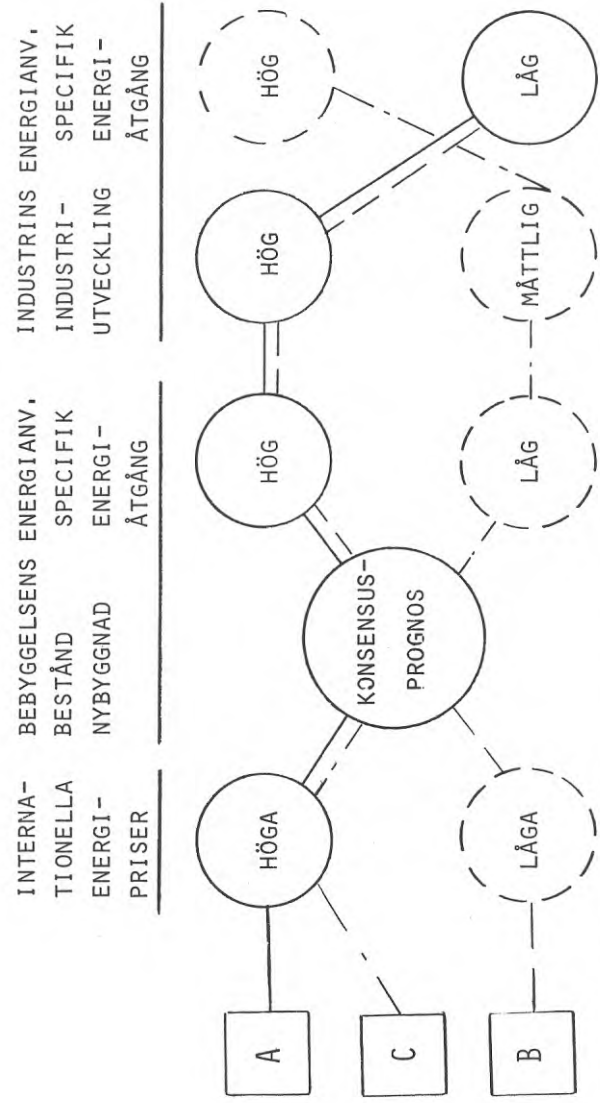 INTERNA-
TIONELLA
ENERGI-
PRISER
BEBYGGELSENS ENERGIANV.
BESTÅND
NYBYGGNAD
SPECIFIK
ENERGI-
ÅTGÅNG
INDUSTRINS ENERGIANV.
INDUSTRI-
UTVECKLING
SPECIFIK
ENERGI-
ÅTGÅNG
A
HÖGA
HÖG
HÖG
HÖG
C
KONSENSUS-
PROGNOS
B
LÅGA
LÅG
MÅTTLIG
LÅG